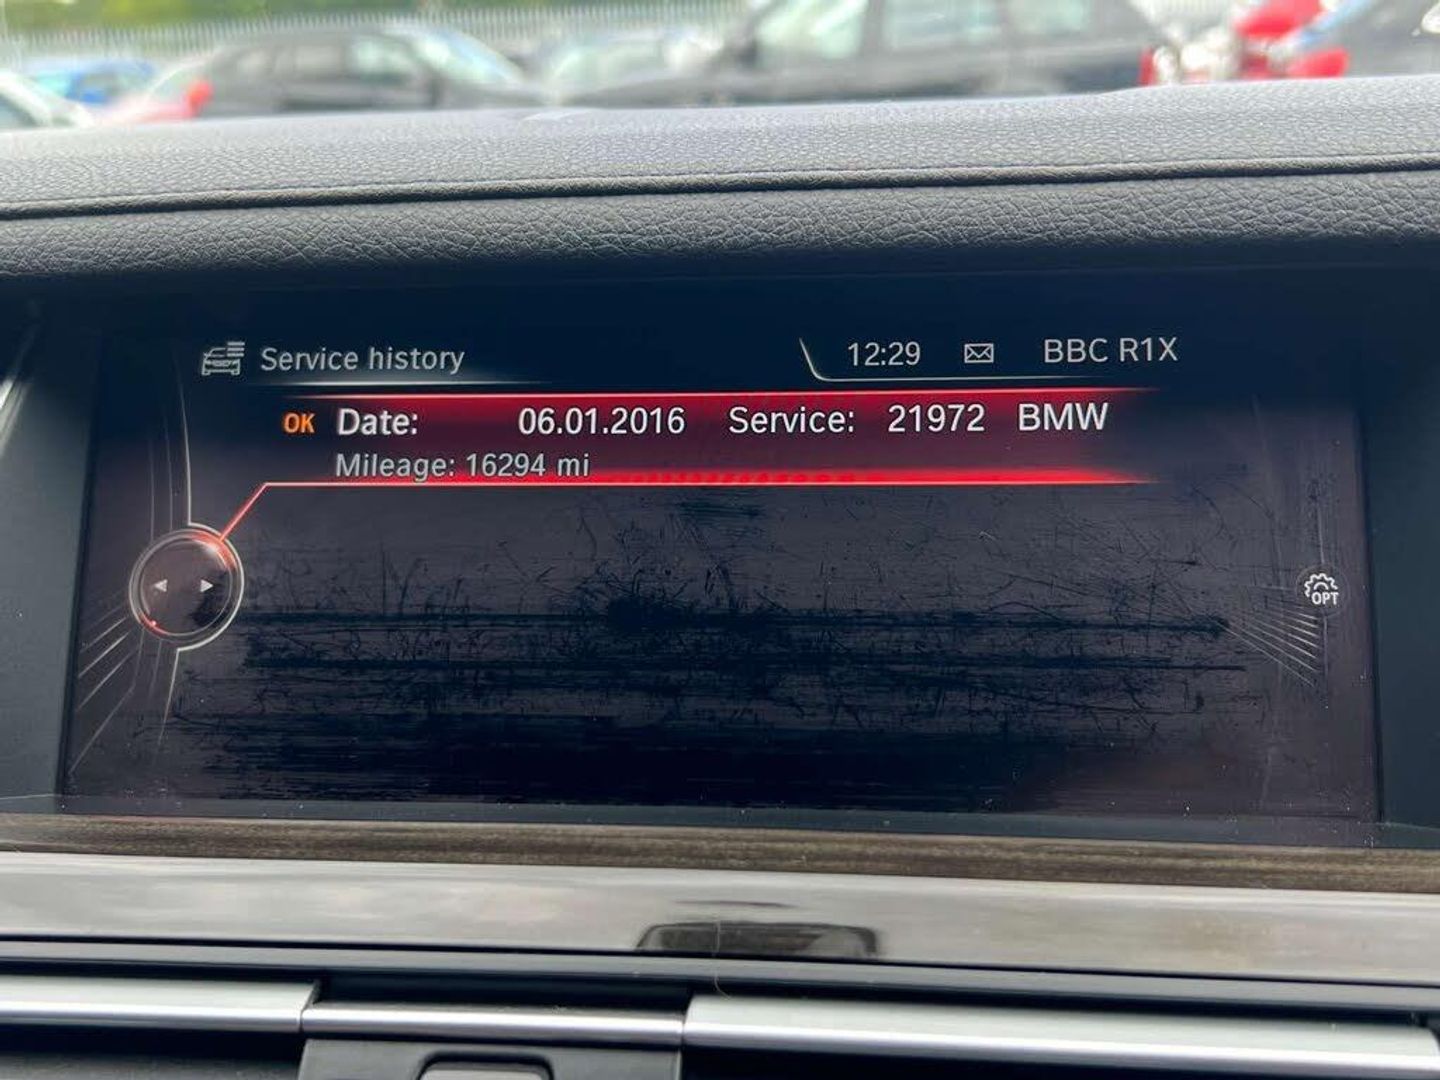 Service history 12:29 BBC R1X
OK Date: 06.01.2016 Service: 21972 BMW
Mileage: 16294 mi
OPT